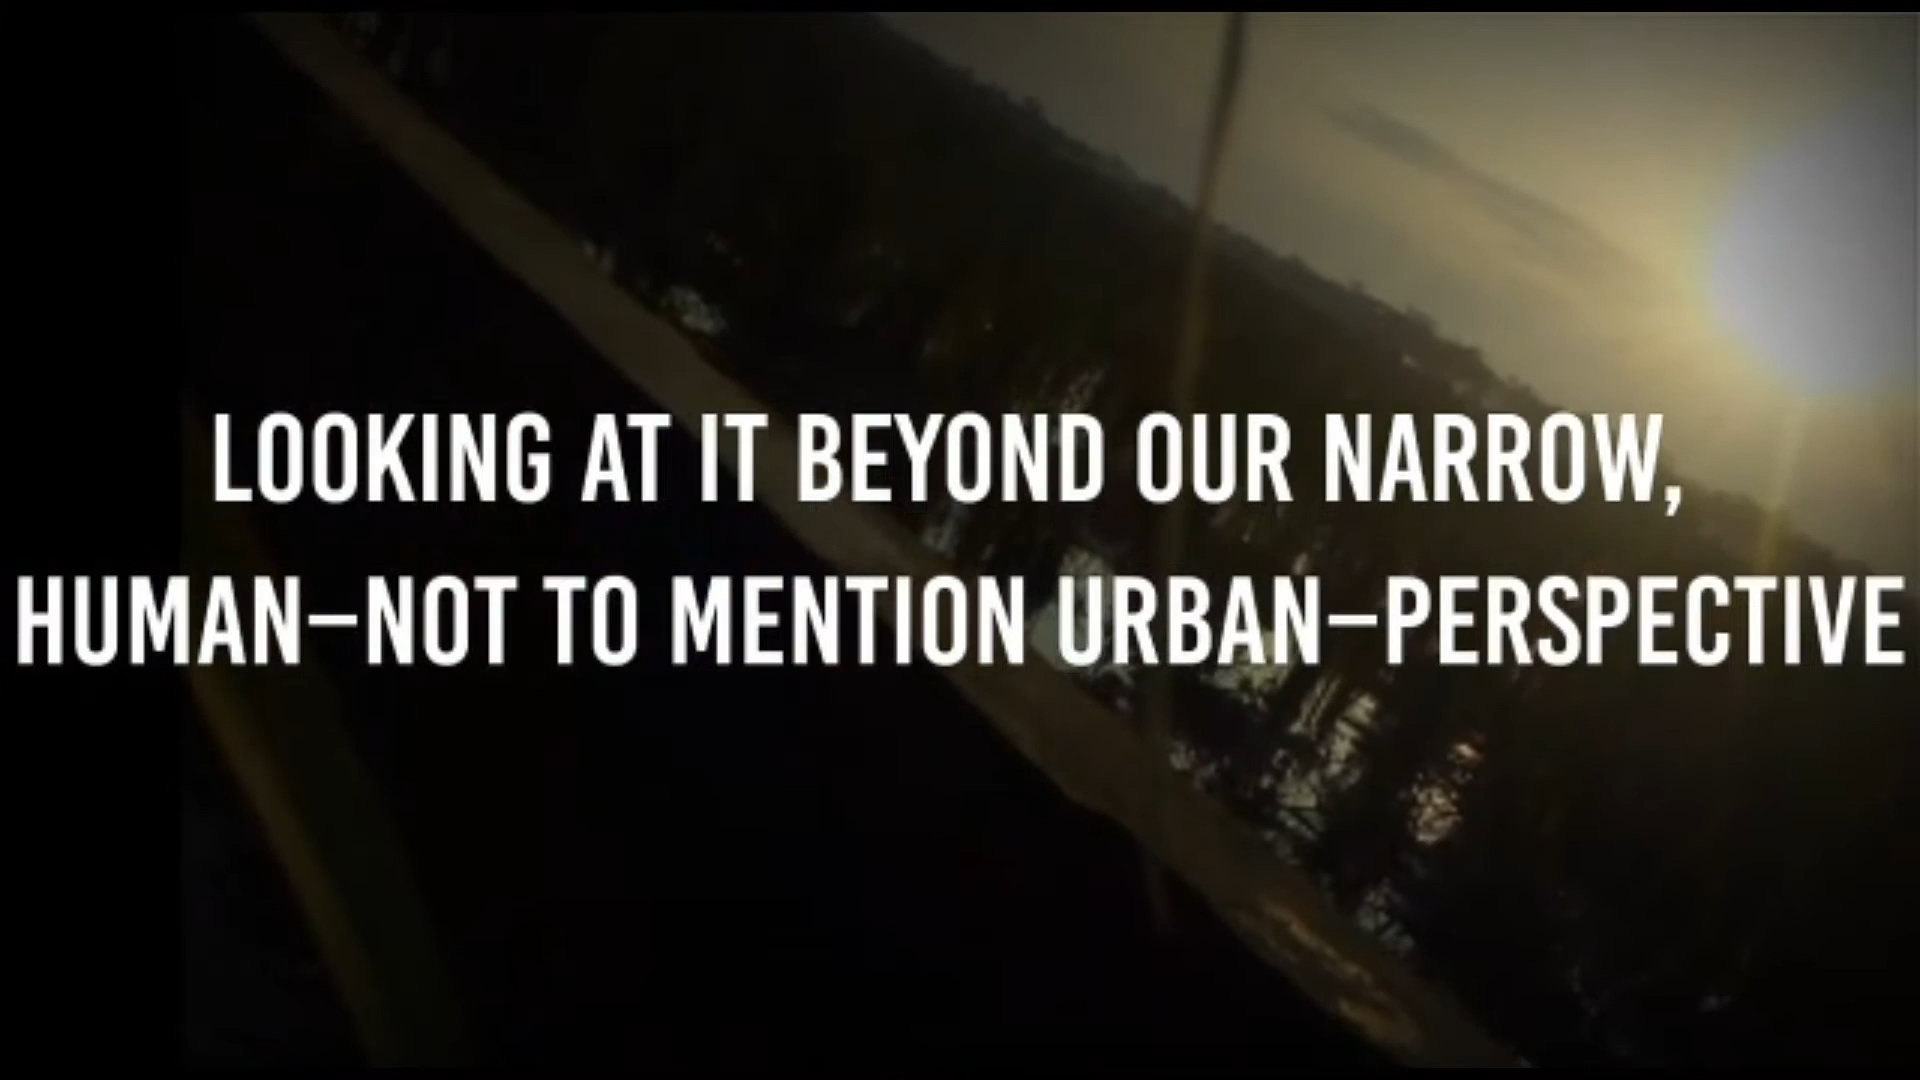 LOOKING AT IT BEYOND OUR NARROW,
HUMAN–NOT TO MENTION URBAN–PERSPECTIVE